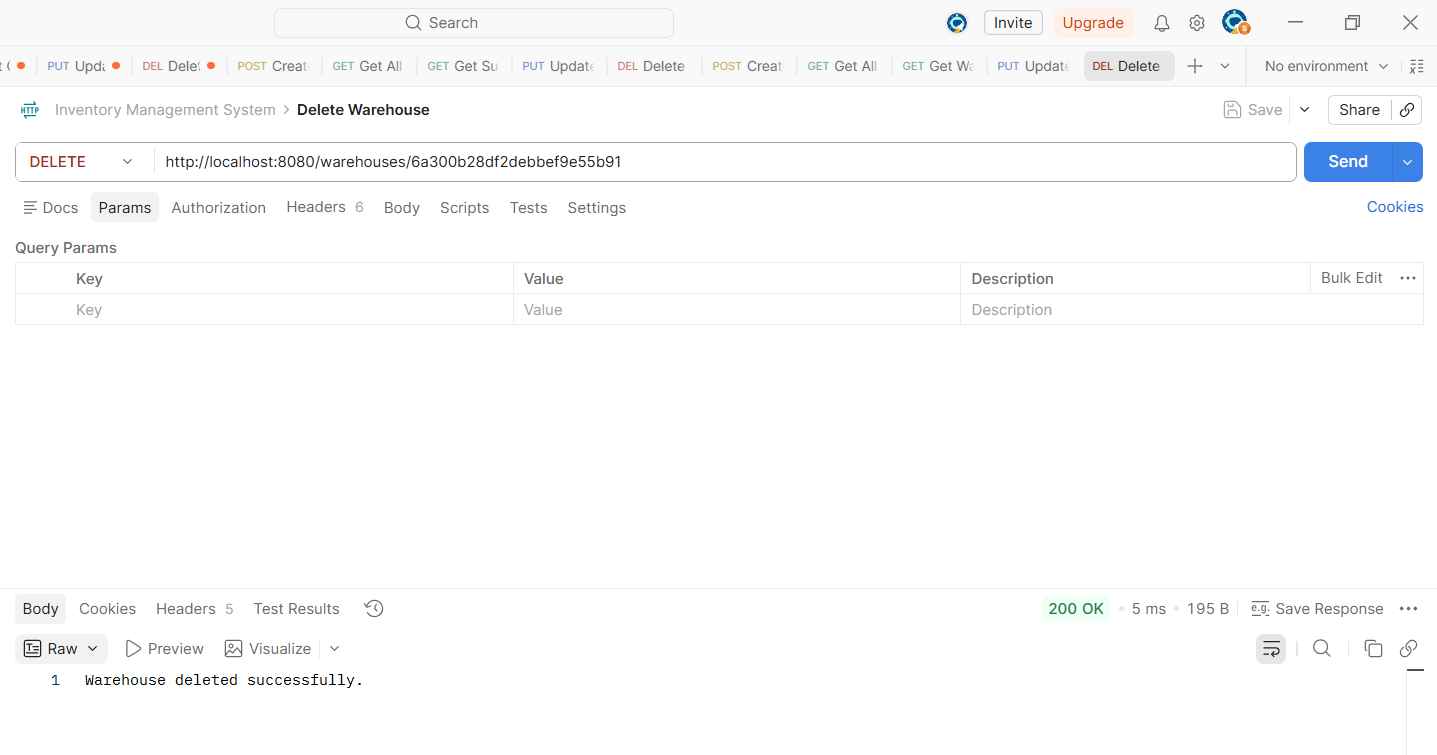 Search Invite Upgrade
PUT Upda DEL Dele POST Creat GET Get All GET Get Su PUT Update DEL Delete POST Creat GET Get All GET Get Wa PUT Update DEL Delete No environment
HTTP Inventory Management System > Delete Warehouse Save Share
DELETE http://localhost:8080/warehouses/6a300b28df2debbef9e55b91 Send
Docs Params Authorization Headers 6 Body Scripts Tests Settings Cookies
Query Params
Key Value Description Bulk Edit
Key Value Description
Body Cookies Headers 5 Test Results 200 OK 5 ms 195 B e.g. Save Response
Raw Preview Visualize
1 Warehouse deleted successfully.